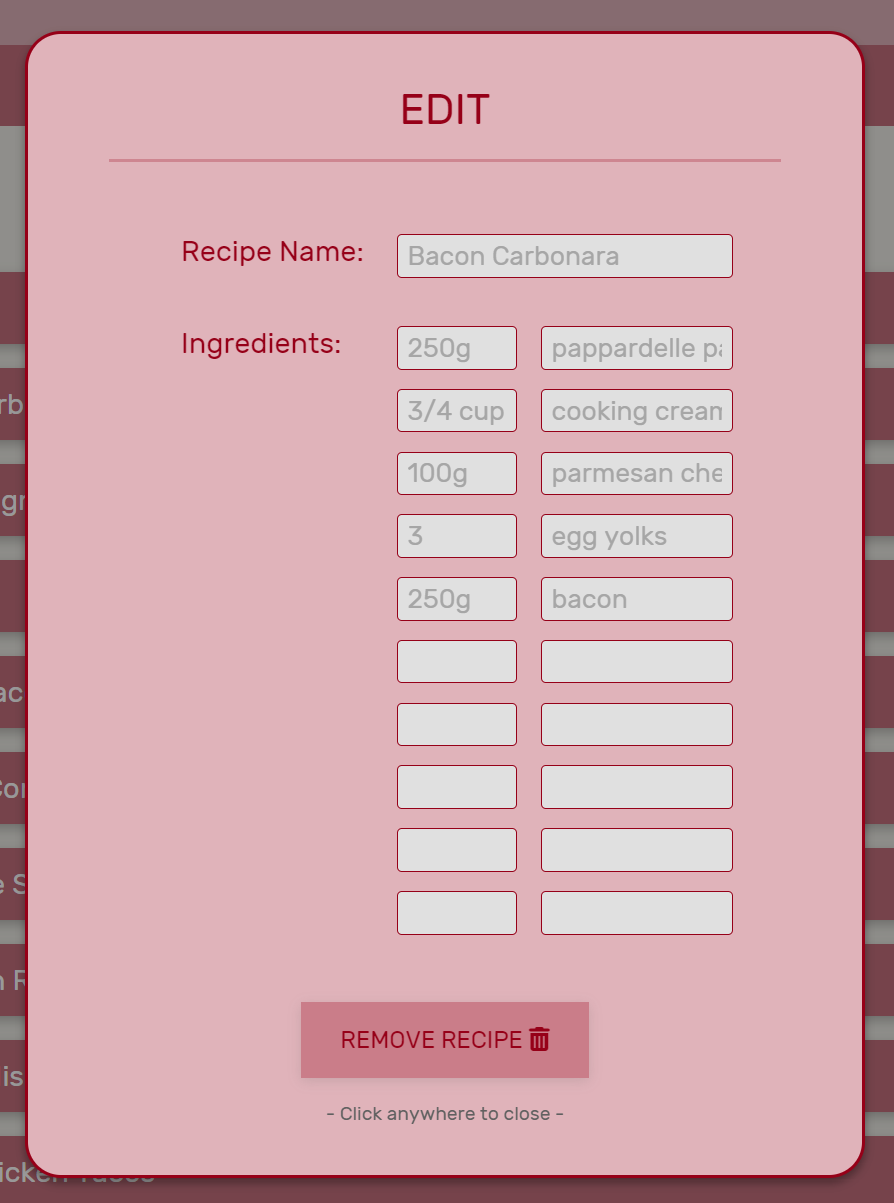 EDIT
Recipe Name: Bacon Carbonara
Ingredients: 250g pappardelle pa
3/4 cup cooking cream
100g parmesan che
3 egg yolks
250g bacon
REMOVE RECIPE
- Click anywhere to close -